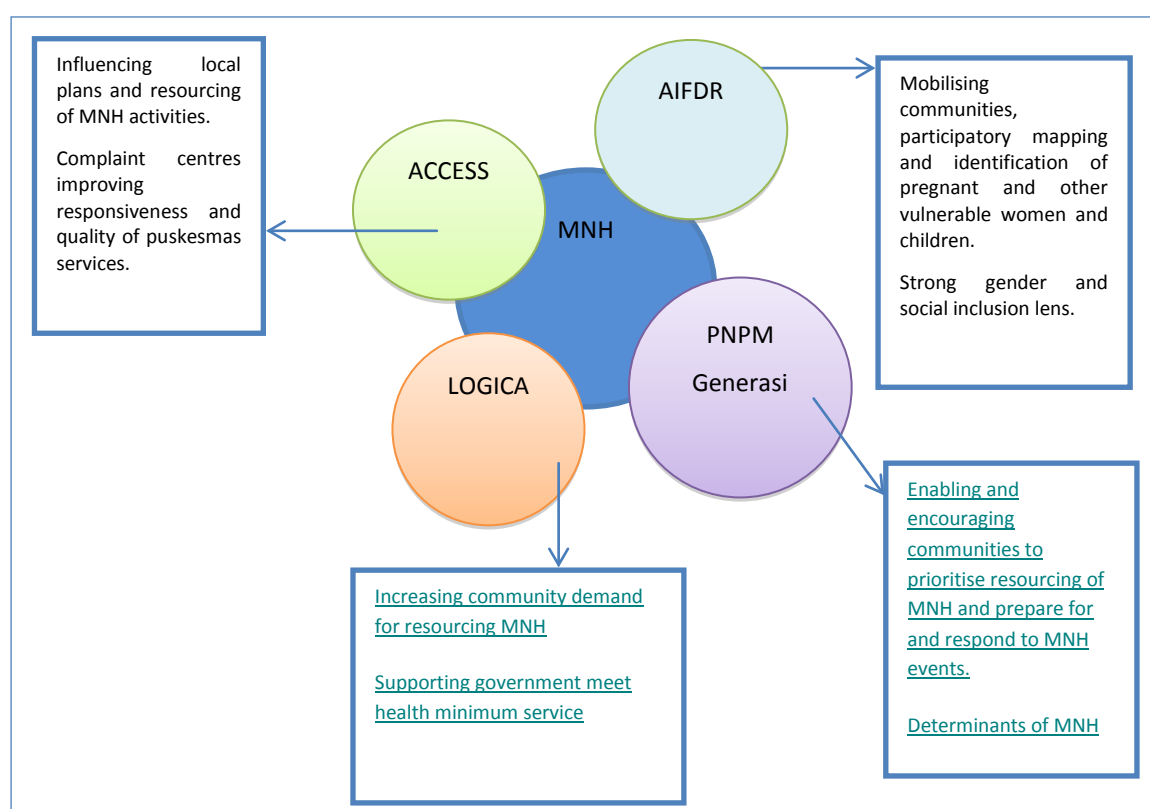 Influencing local
plans and resourcing
of MNH activities.
Complaint centres
improving
responsiveness and
quality of puskesmas
services.
ACCESS
AIFDR
MNH
Mobilising
communities,
participatory mapping
and identification of
pregnant and other
vulnerable women and
children.
Strong gender and
social inclusion lens.
LOGICA
PNPM
Generasi
Increasing community demand
for resourcing MNH
Supporting government meet
health minimum service
Enabling and
encouraging
communities to
prioritise resourcing of
MNH and prepare for
and respond to MNH
events.
Determinants of MNH